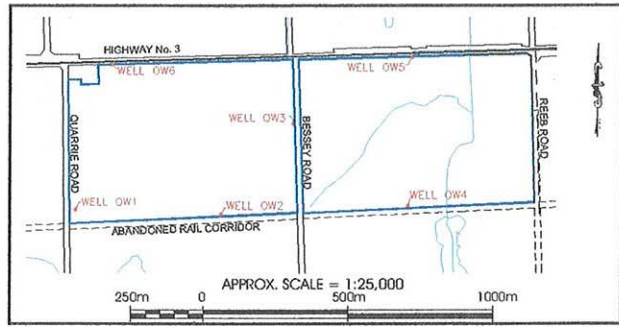 HIGHWAY No. 3
WELL OW6
WELL OW5
QUARRIE ROAD
WELL OW3
BESSEY ROAD
REEB ROAD
WELL OW1
WELL OW2
WELL OW4
ABANDONED RAIL CORRIDOR
APPROX. SCALE = 1:25,000
250m 0 500m 1000m